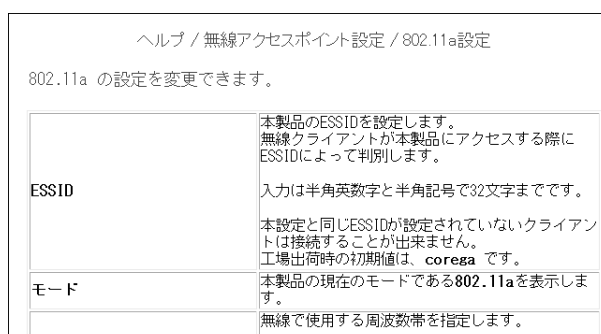 ヘルプ / 無線アクセスポイント設定 / 802.11a設定
802.11a の設定を変更できます。
ESSID
本製品のESSIDを設定します。
無線クライアントが本製品にアクセスする際に
ESSIDによって判別します。
入力は半角英数字と半角記号で32文字までです。
本設定と同じESSIDが設定されていないクライアン
トは接続することが出来ません。
工場出荷時の初期値は、corega です。
モード
本製品の現在のモードである802.11aを表示しま
す。
無線で使用する周波数帯を指定します。